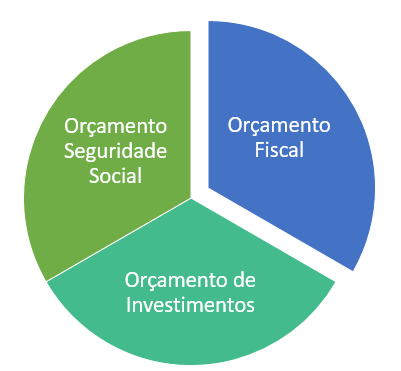 Orçamento
Seguridade
Social
Orçamento
Fiscal
Orçamento de
Investimentos